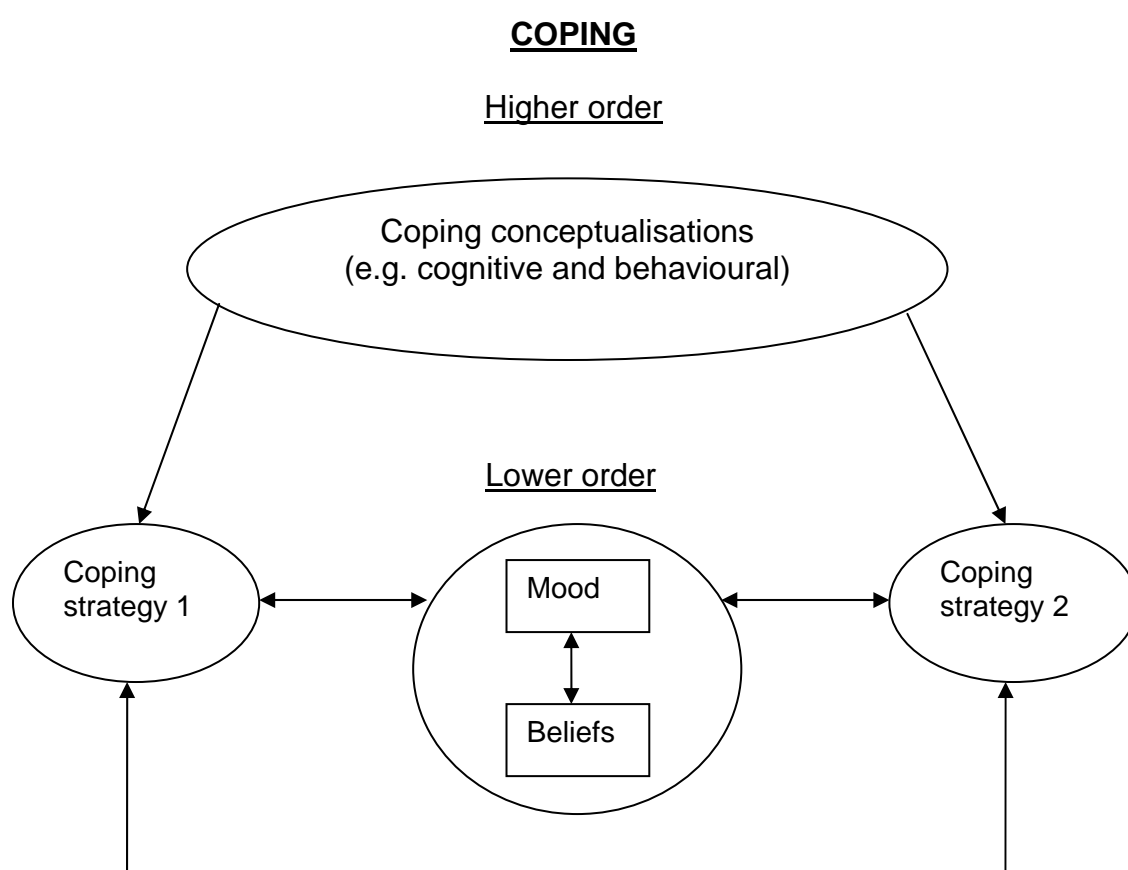 COPING
Higher order
Coping conceptualisations
(e.g. cognitive and behavioural)
Lower order
Coping
strategy 1
Mood
Beliefs
Coping
strategy 2